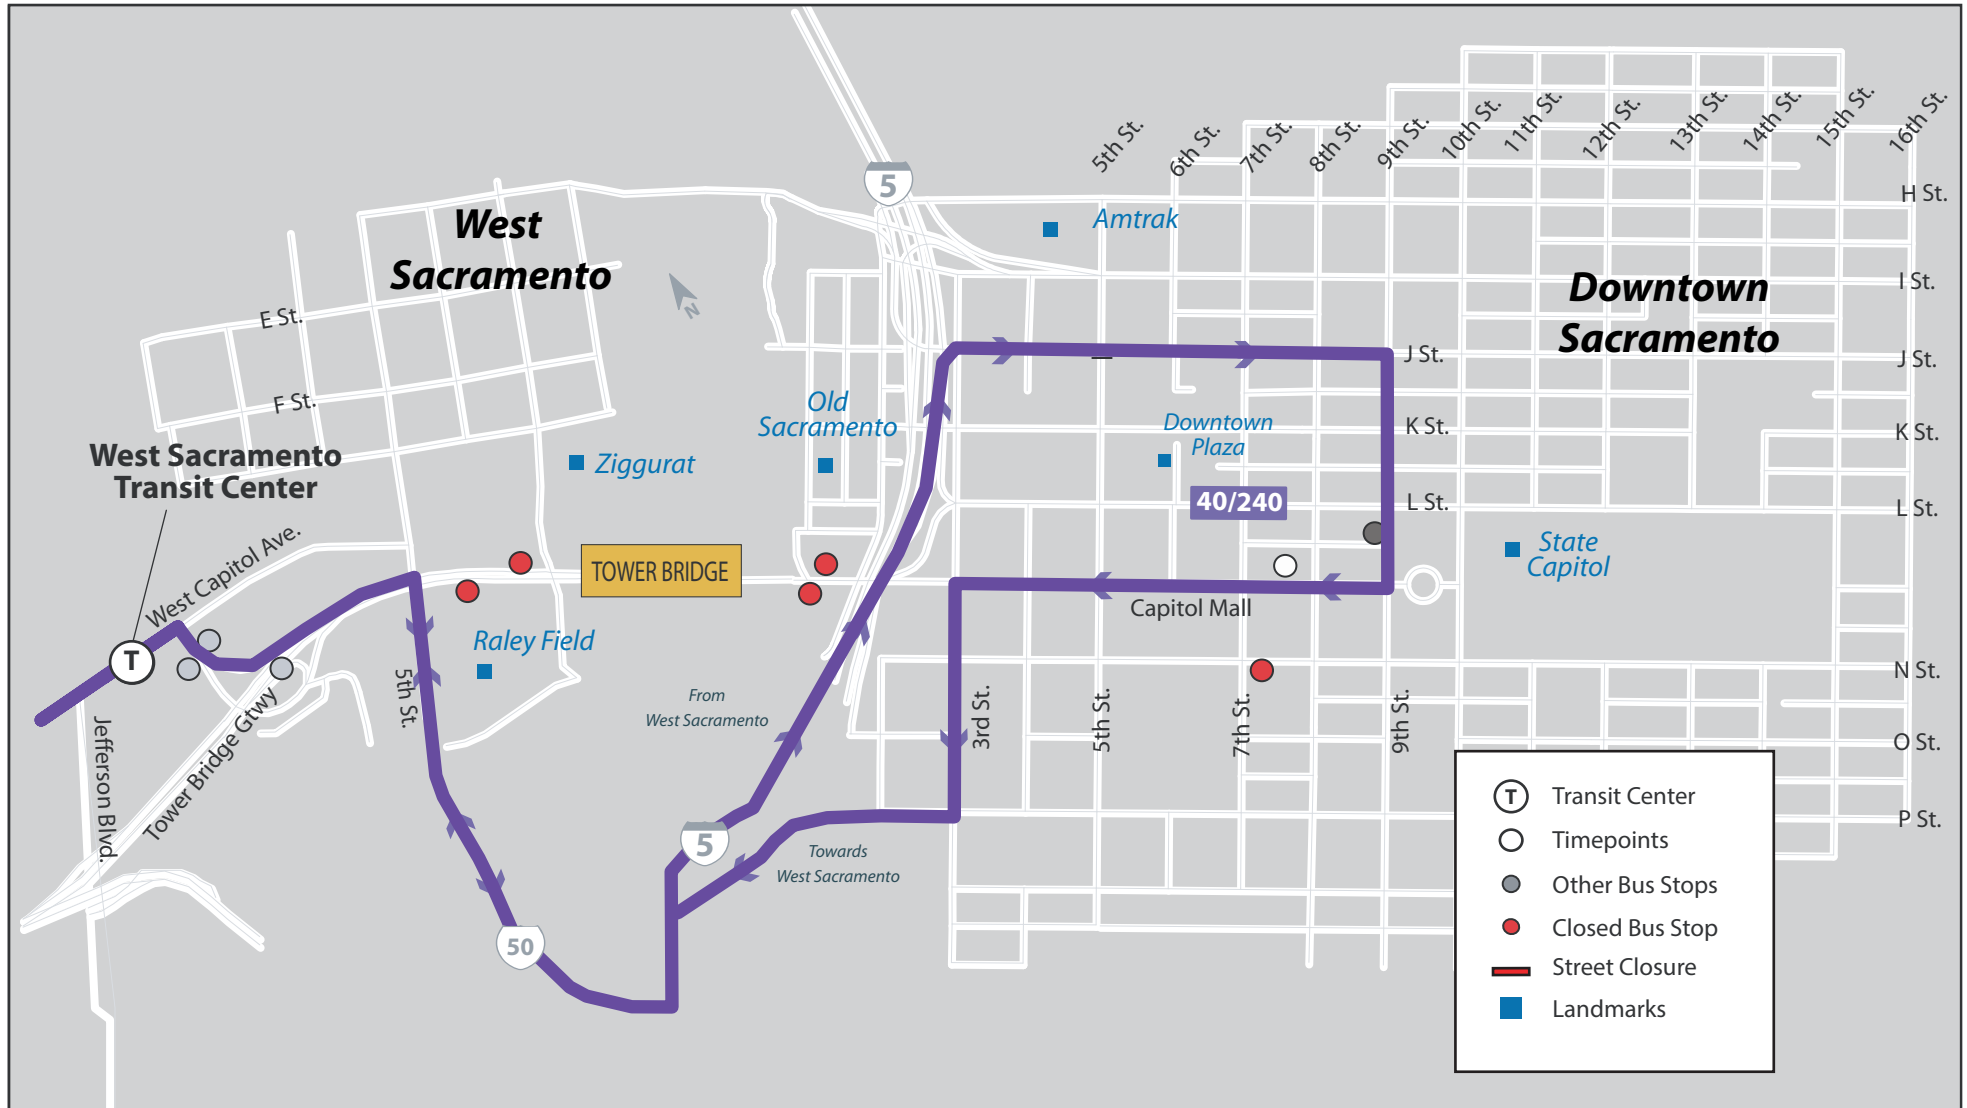 5th St.
6th St.
7th St.
8th St.
9th St.
10th St.
11th St.
12th St.
13th St.
14th St.
15th St.
16th St.
5
H St.
West
Sacramento
Amtrak
N
I St.
Downtown
Sacramento
E St.
J St.
J St.
F St.
Old
Sacramento
Downtown
Plaza
K St.
K St.
West Sacramento
Transit Center
Ziggurat
40/240
L St.
L St.
West Capitol Ave.
TOWER BRIDGE
State
Capitol
Capitol Mall
T
Raley Field
N St.
5th St.
From
West Sacramento
3rd St.
5th St.
7th St.
9th St.
Jefferson Blvd.
Tower Bridge Gtwy
O St.
5
Towards
West Sacramento
P St.
50
T
Transit Center
Timepoints
Other Bus Stops
Closed Bus Stop
Street Closure
Landmarks